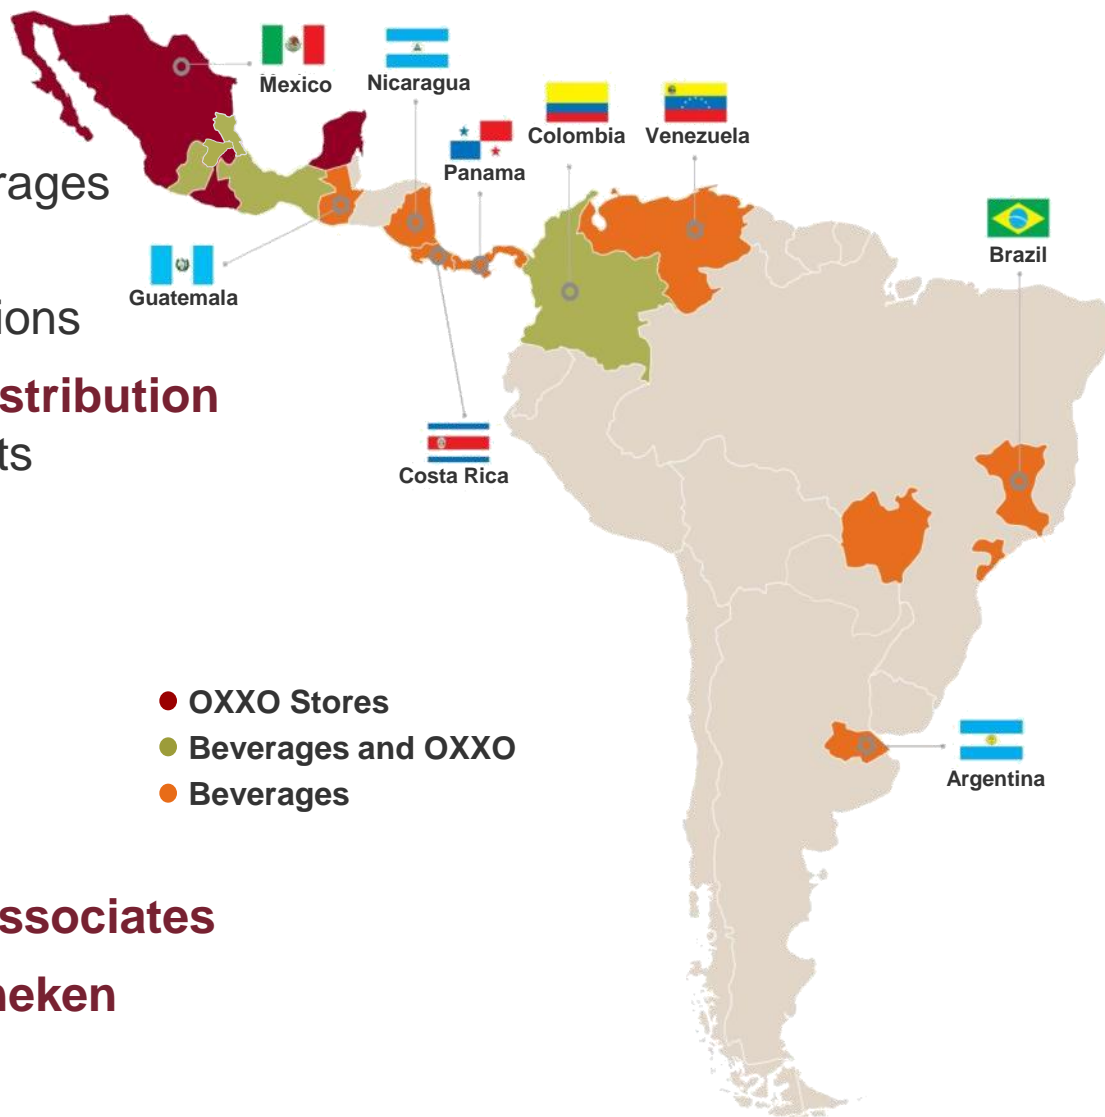 Mexico
Nicaragua
Colombia
Venezuela
Panama
rages
Brazil
Guatemala
ions
stribution
ts
Costa Rica
OXXO Stores
Beverages and OXXO
Beverages
Argentina
ssociates
neken